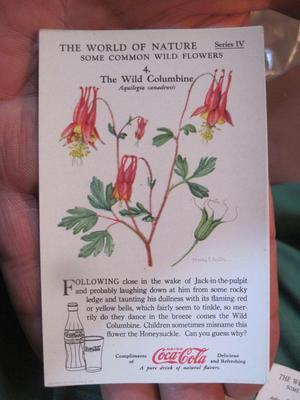 THE WORLD OF NATURE Series IV
SOME COMMON WILD FLOWERS
4.
The Wild Columbine
Aquilegia canadensis
FOLLOWING close in the wake of Jack-in-the-pulpit
and probably laughing down at him from some rocky
ledge and taunting his dullness with its flaming red
or yellow bells, which fairly seem to tinkle, so mer-
rily do they dance in the breeze comes the Wild
Columbine. Children sometimes misname this
flower the Honeysuckle. Can you guess why?
Compliments of
DRINK
Coca-Cola
Delicious and Refreshing
A pure drink of natural flavors.
THE W
SOME